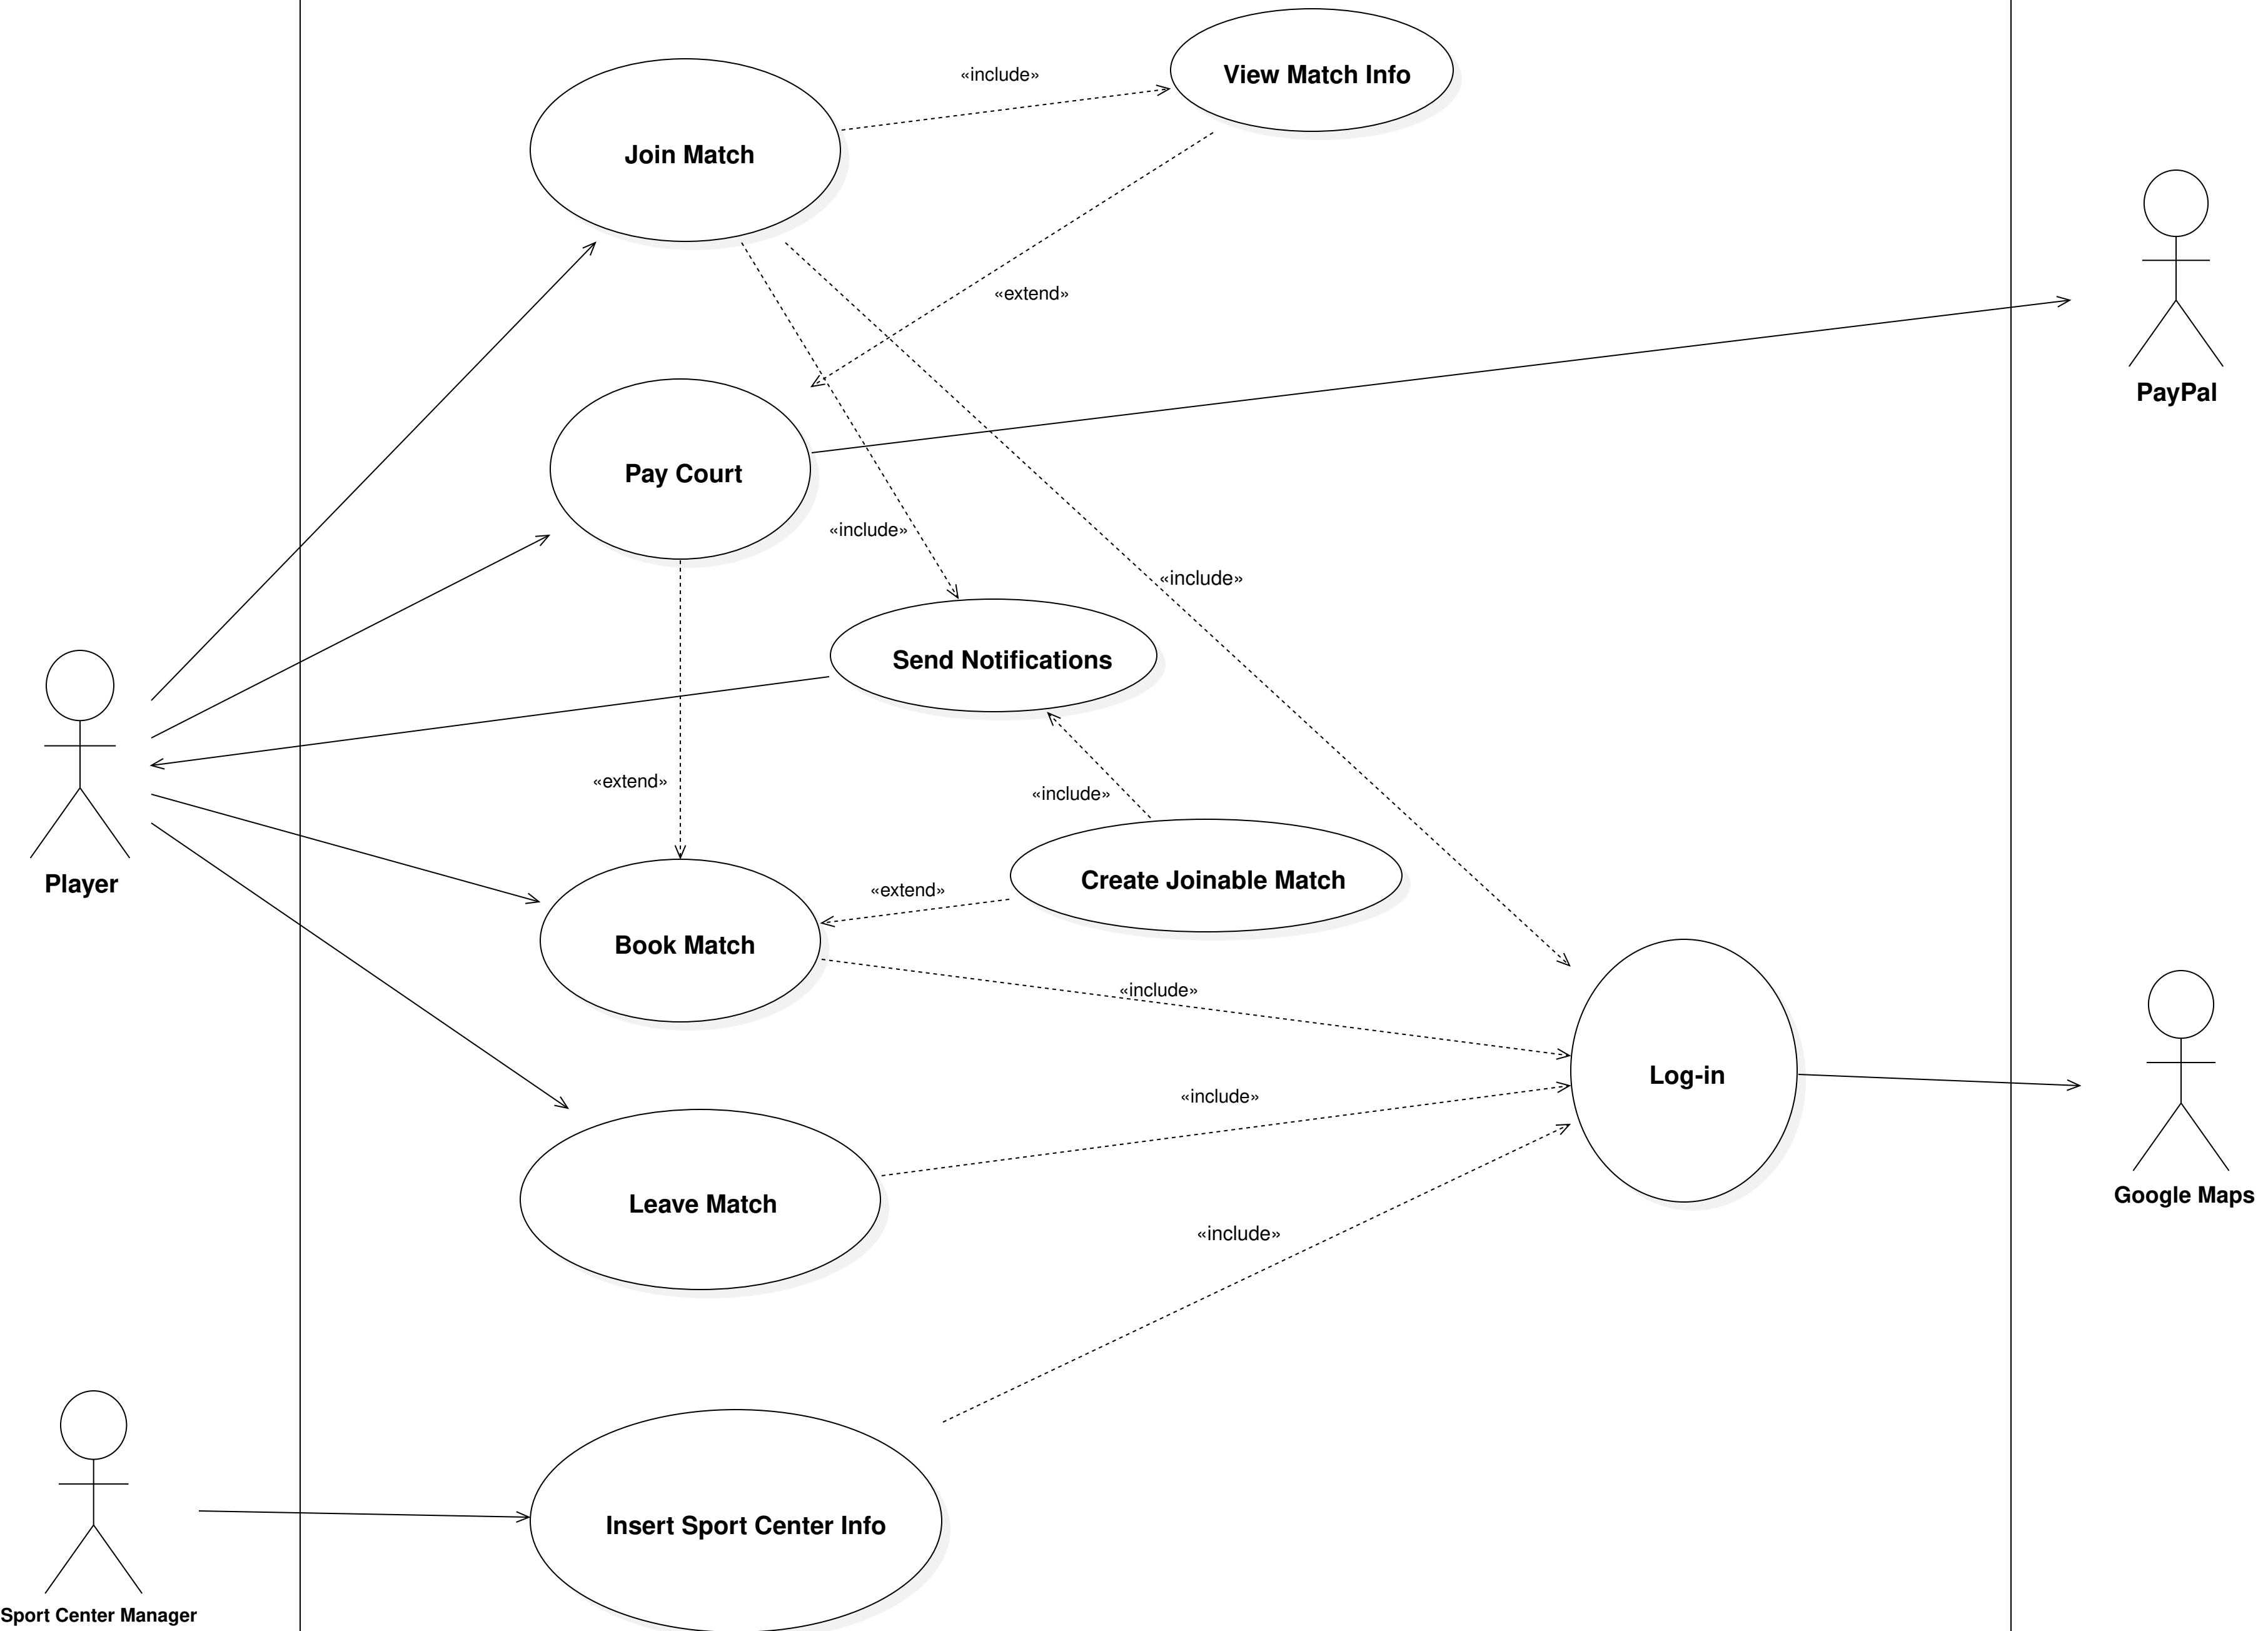 «include»
View Match Info
Join Match
«extend»
PayPal
Pay Court
«include»
«include»
Send Notifications
«extend»
«include»
Player
Create Joinable Match
«extend»
Book Match
«include»
Log-in
«include»
Google Maps
Leave Match
«include»
Insert Sport Center Info
Sport Center Manager